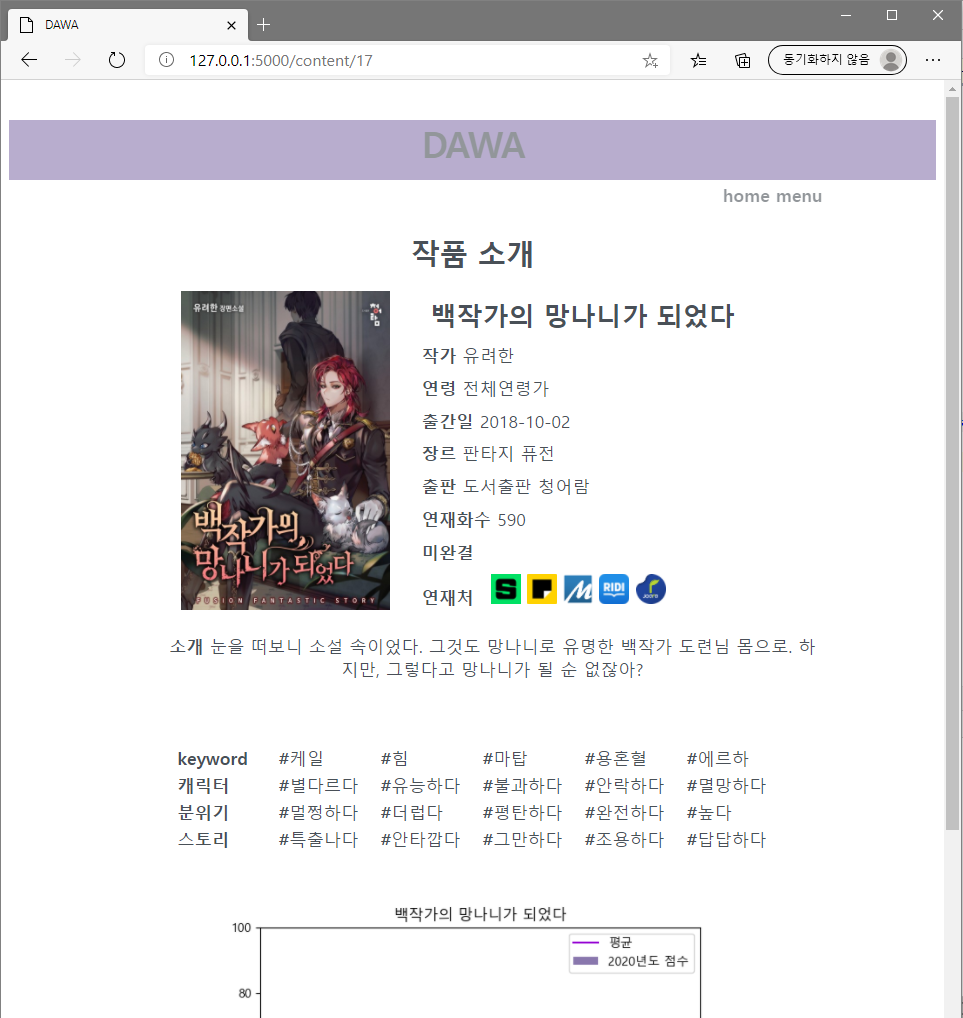 DAWA
127.0.0.1:5000/content/17
동기화하지 않음
DAWA
home menu
작품 소개
유려한 장편소설
청어람
백작가의
망나니가 되었다
FUSION FANTASTIC STORY
백작가의 망나니가 되었다
작가 유려한
연령 전체연령가
출간일 2018-10-02
장르 판타지 퓨전
출판 도서출판 청어람
연재화수 590
미완결
연재처 S M RIDI JOARA
소개 눈을 떠보니 소설 속이었다. 그것도 망나니로 유명한 백작가 도련님 몸으로. 하
지만, 그렇다고 망나니가 될 순 없잖아?
keyword #케일 #힘 #마탑 #용혼혈 #에르하
캐릭터 #별다르다 #유능하다 #불과하다 #안락하다 #멸망하다
분위기 #멀쩡하다 #더럽다 #평탄하다 #완전하다 #높다
스토리 #특출나다 #안타깝다 #그만하다 #조용하다 #답답하다
백작가의 망나니가 되었다
100
평균
2020년도 점수
80